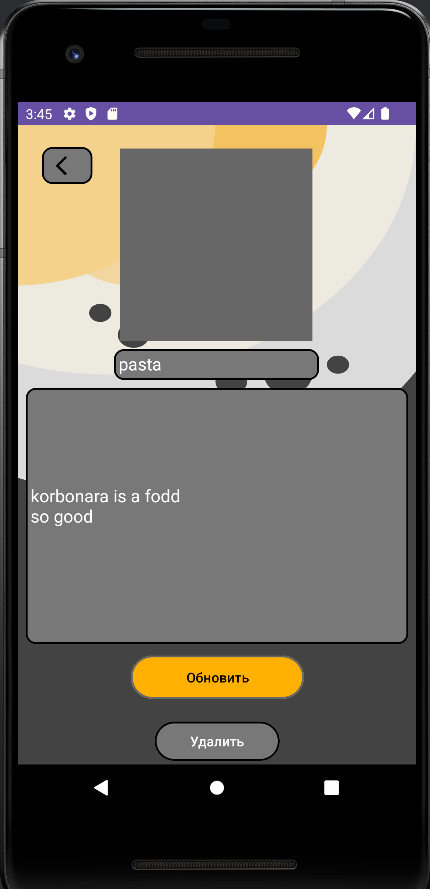 3:45
pasta
korbonara is a fodd
so good
Обновить
Удалить